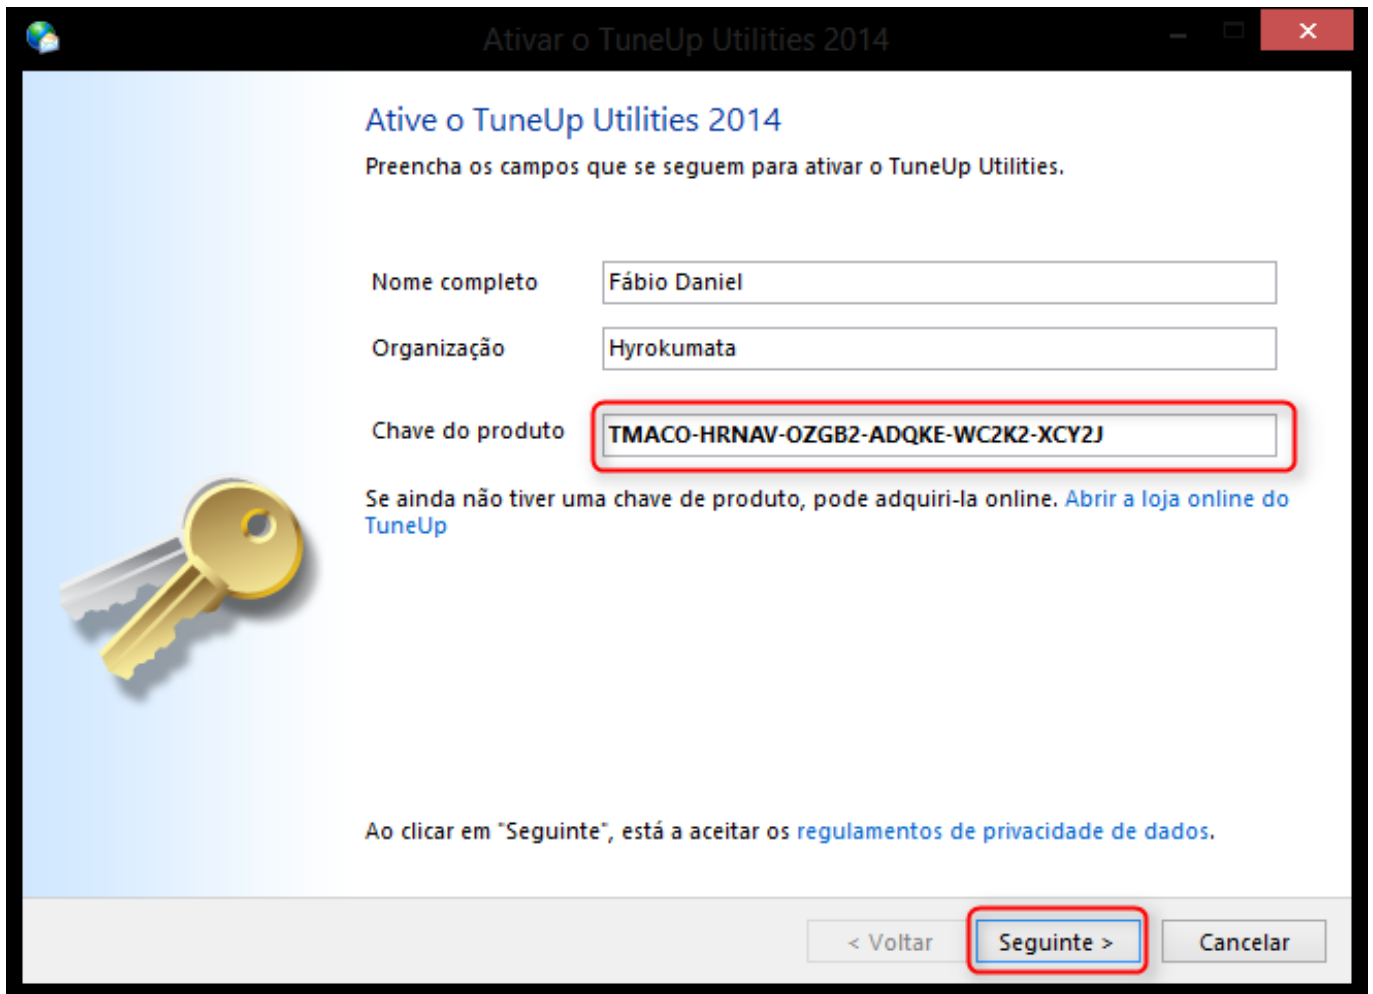 Ativar o TuneUp Utilities 2014
Ative o TuneUp Utilities 2014
Preencha os campos que se seguem para ativar o TuneUp Utilities.
Nome completo Fábio Daniel
Organização Hyrokumata
Chave do produto TMACO-HRNAV-OZGB2-ADQKE-WC2K2-XCY2J
Se ainda não tiver uma chave de produto, pode adquiri-la online. Abrir a loja online do
TuneUp
Ao clicar em "Seguinte", está a aceitar os regulamentos de privacidade de dados.
< Voltar Seguinte > Cancelar